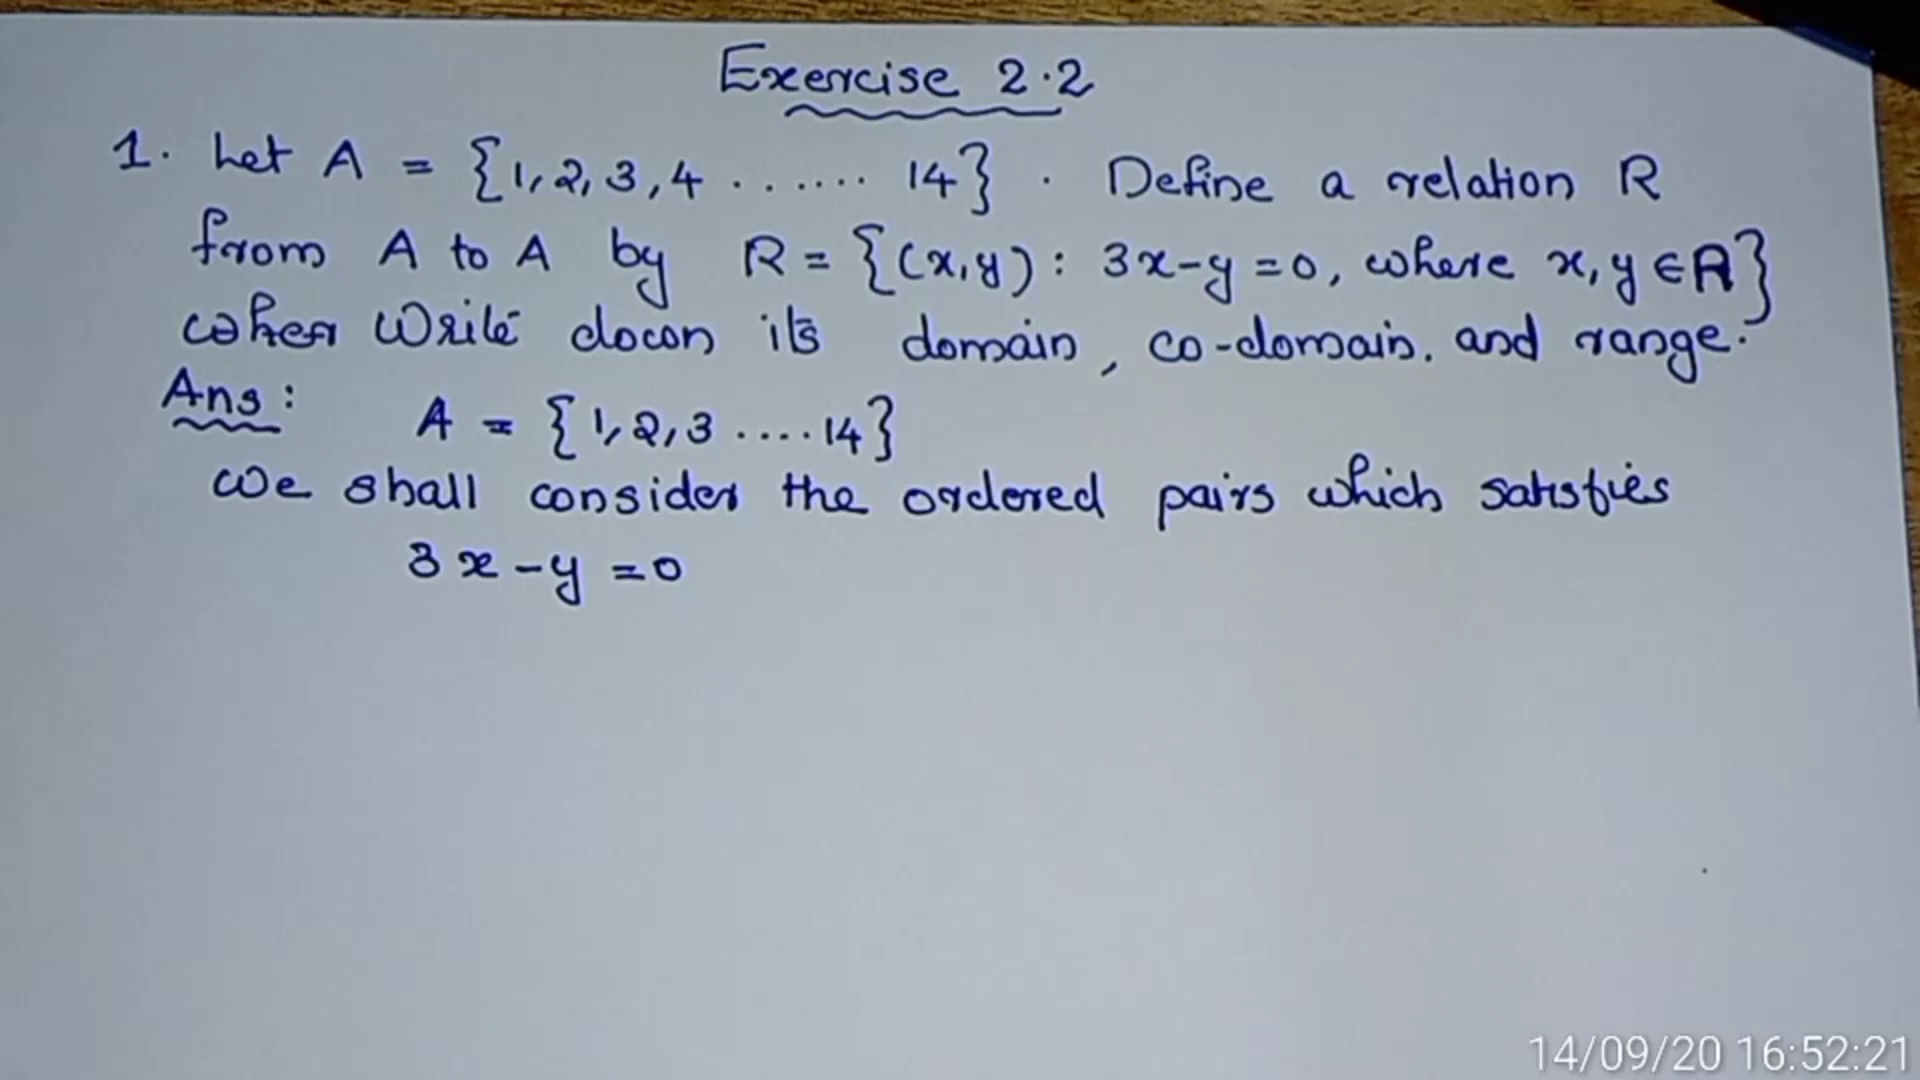 Exercise 2.2
1. Let A = {1, 2, 3, 4 ....... 14} . Define a relation R
from A to A by R = {(x, y) : 3x - y = 0, where x, y ∈ A}
Write down its domain, co-domain. and range.
Ans : A = {1, 2, 3 .... 14}
We shall consider the ordered pairs which satisfies
3x - y = 0
14/09/20 16:52:21